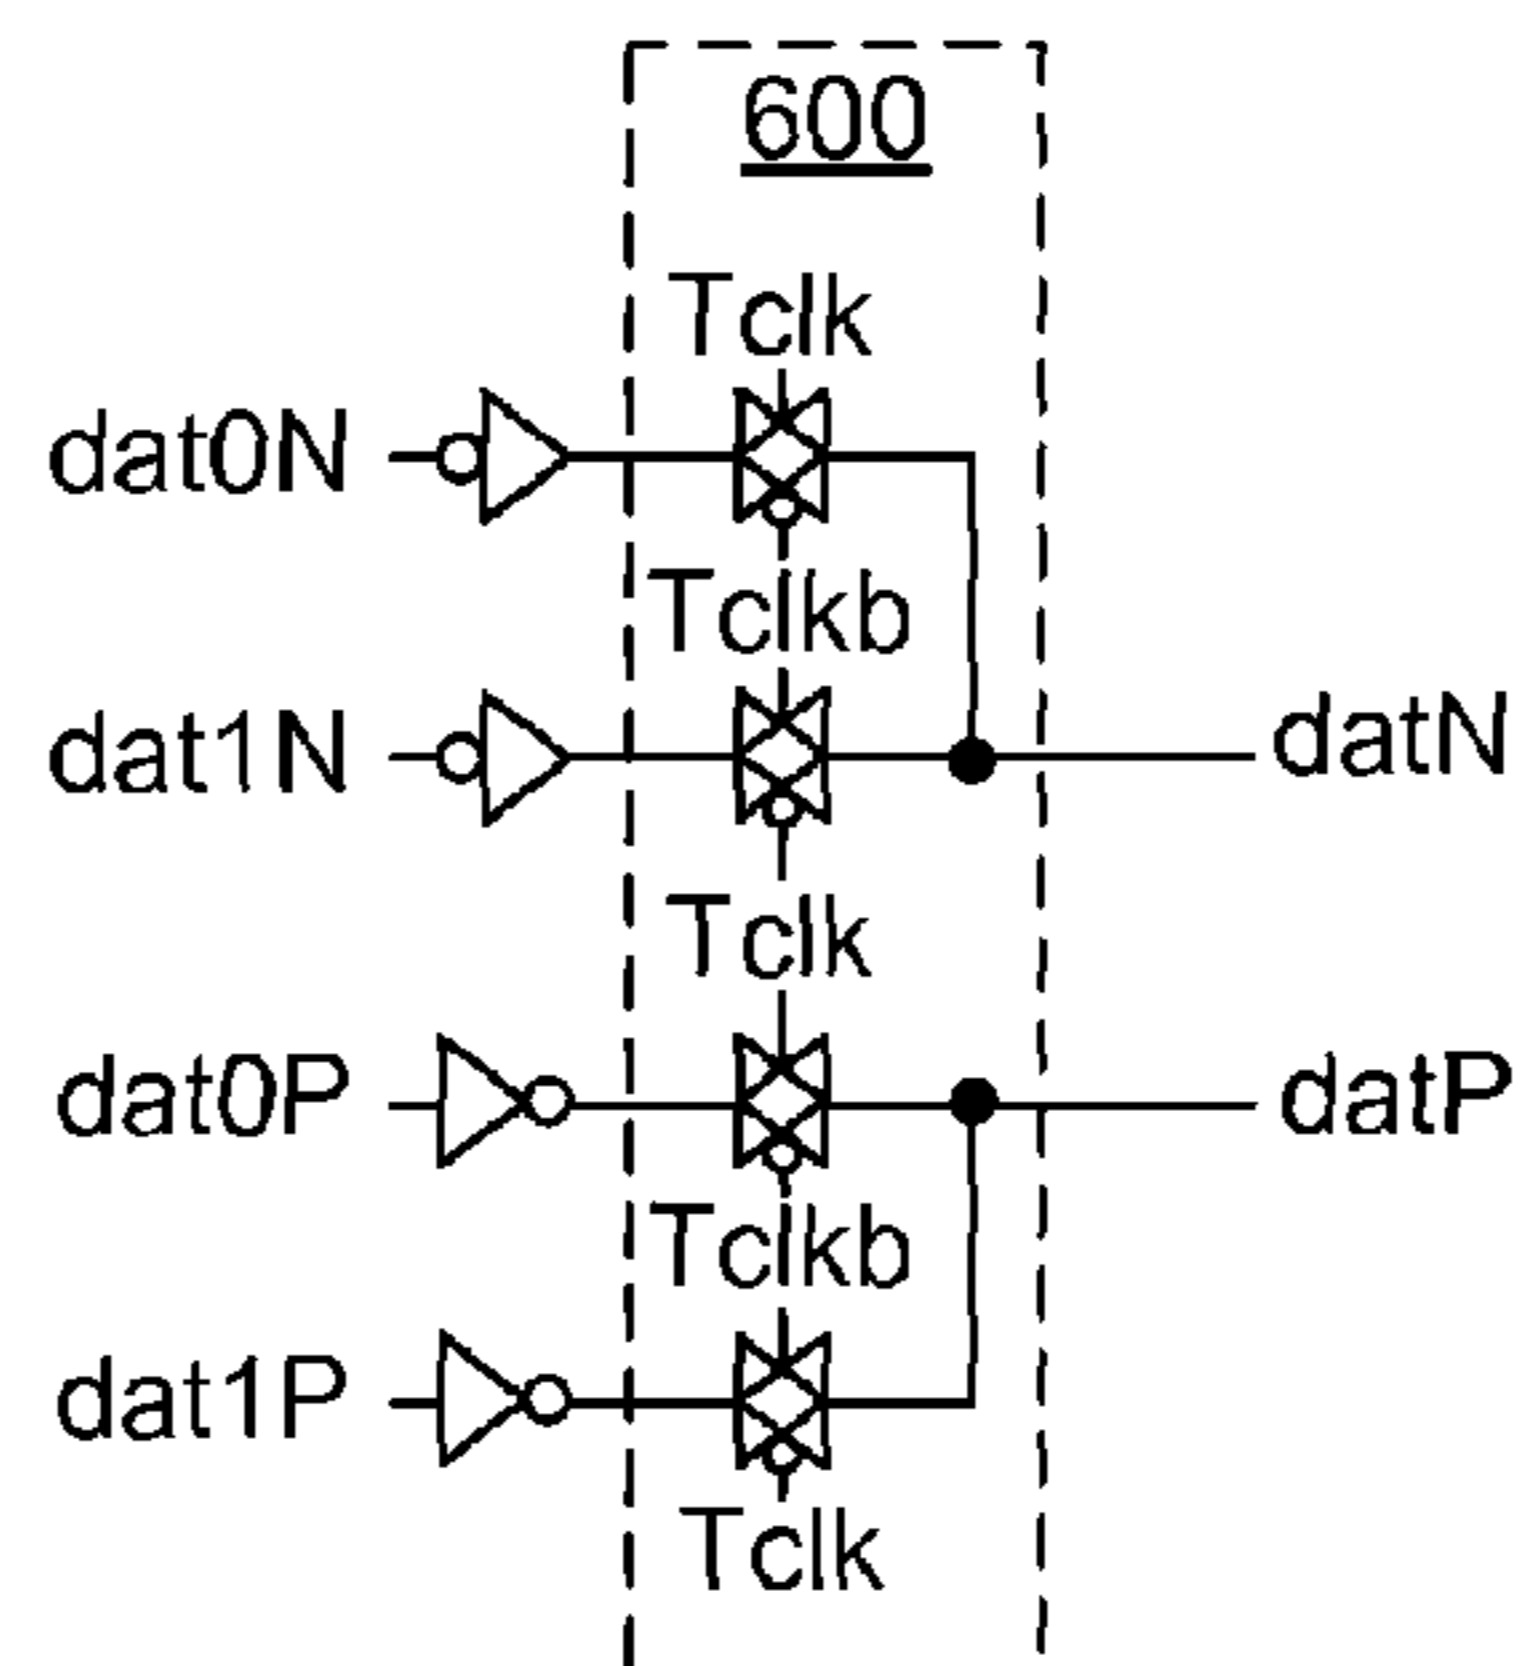 600
Tclk
dat0N
Tclkb
dat1N
datN
Tclk
dat0P
datP
Tclkb
dat1P
Tclk